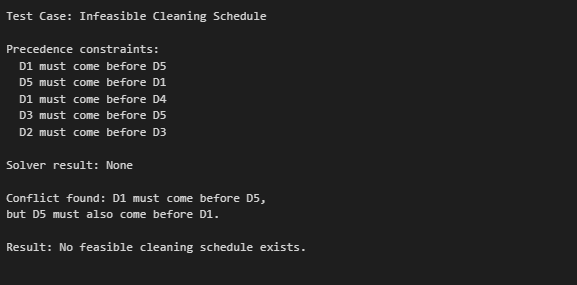 Test Case: Infeasible Cleaning Schedule
Precedence constraints:
D1 must come before D5
D5 must come before D1
D1 must come before D4
D3 must come before D5
D2 must come before D3
Solver result: None
Conflict found: D1 must come before D5,
but D5 must also come before D1.
Result: No feasible cleaning schedule exists.